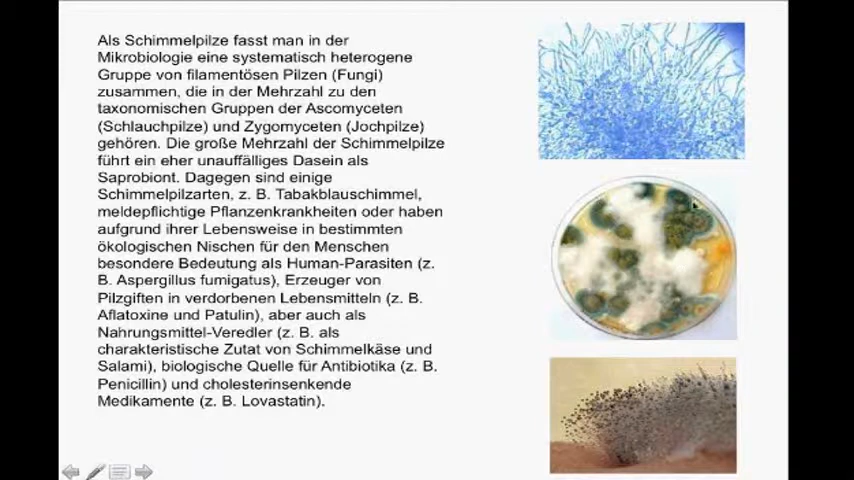 Als Schimmelpilze fasst man in der
Mikrobiologie eine systematisch heterogene
Gruppe von filamentösen Pilzen (Fungi)
zusammen, die in der Mehrzahl zu den
taxonomischen Gruppen der Ascomyceten
(Schlauchpilze) und Zygomyceten (Jochpilze)
gehören. Die große Mehrzahl der Schimmelpilze
führt ein eher unauffälliges Dasein als
Saprobiont. Dagegen sind einige
Schimmelpilzarten, z. B. Tabakblauschimmel,
meldepflichtige Pflanzenkrankheiten oder haben
aufgrund ihrer Lebensweise in bestimmten
ökologischen Nischen für den Menschen
besondere Bedeutung als Human-Parasiten (z.
B. Aspergillus fumigatus), Erzeuger von
Pilzgiften in verdorbenen Lebensmitteln (z. B.
Aflatoxine und Patulin), aber auch als
Nahrungsmittel-Veredler (z. B. als
charakteristische Zutat von Schimmelkäse und
Salami), biologische Quelle für Antibiotika (z. B.
Penicillin) und cholesterinsenkende
Medikamente (z. B. Lovastatin).